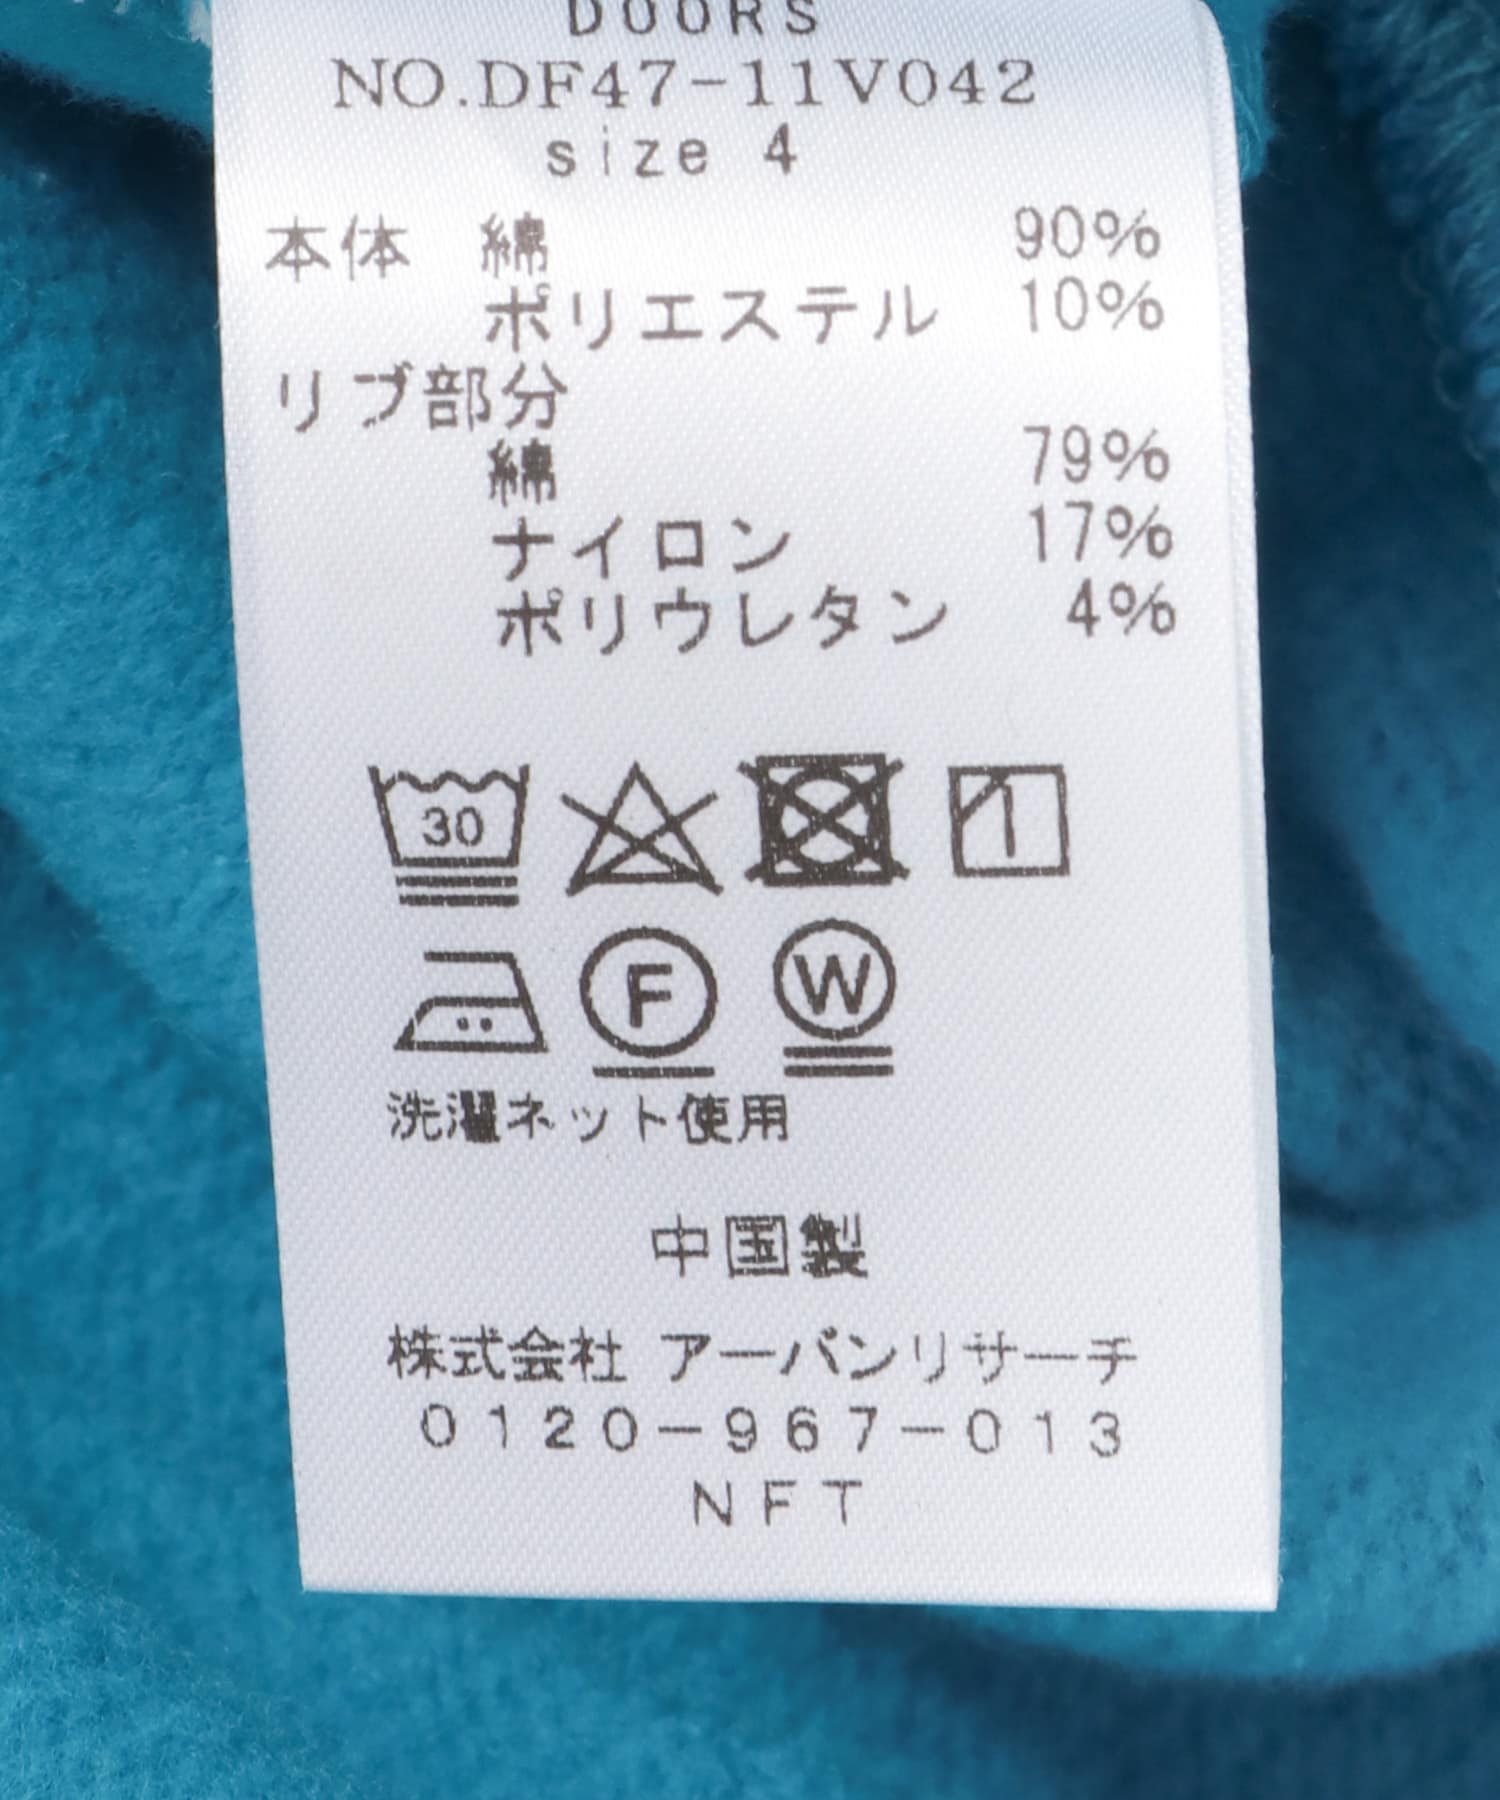 DOORS
NO.DF47-11V042
size 4
本体 綿 90%
ポリエステル 10%
リブ部分
綿 79%
ナイロン 17%
ポリウレタン 4%
30
F W
洗濯ネット使用
中国製
株式会社 アーバンリサーチ
0120-967-013
NFT